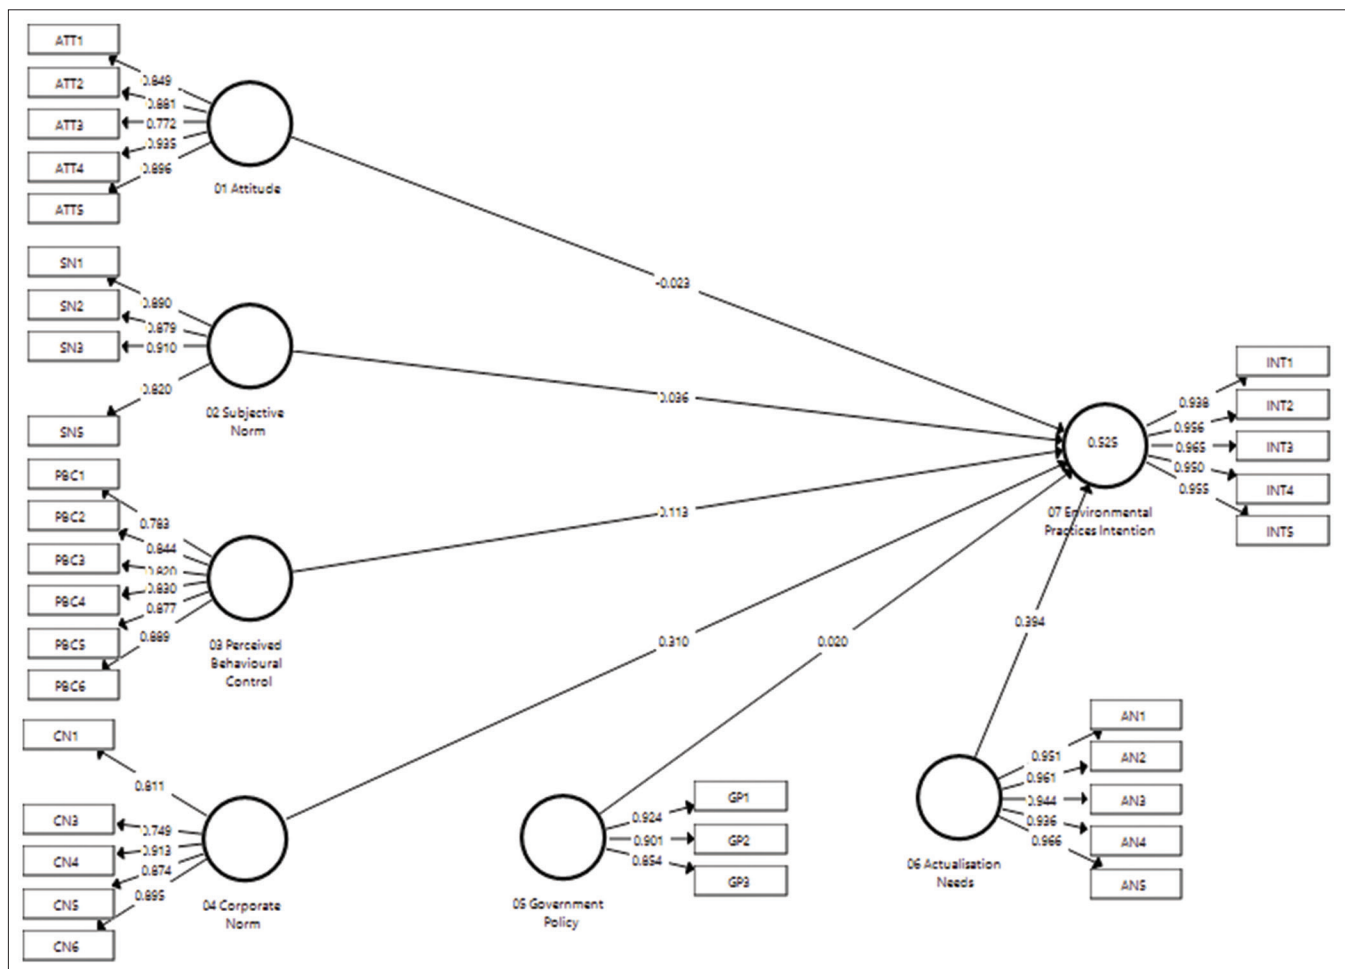 ATT1
0.849
ATT2
0.881
ATT3
0.772
0.935
ATT4
0.896
ATT5
01 Attitude
SN1
0.890
SN2
0.879
SN3
0.910
0.820
SN5
02 Subjective
Norm
PBC1
0.783
PBC2
0.844
PBC3
0.820
0.830
PBC4
0.877
PBC5
0.889
PBC6
03 Perceived
Behavioural
Control
CN1
0.811
CN3
0.749
CN4
0.913
0.874
CN5
0.895
CN6
04 Corporate
Norm
-0.023
0.036
0.113
0.310
0.020
0.394
GP1
0.924
GP2
0.901
0.854
GP3
05 Government
Policy
AN1
0.951
AN2
0.961
AN3
0.944
0.936
AN4
0.966
AN5
06 Actualisation
Needs
0.525
07 Environmental
Practices Intention
INT1
0.938
INT2
0.956
INT3
0.965
0.950
INT4
0.955
INT5